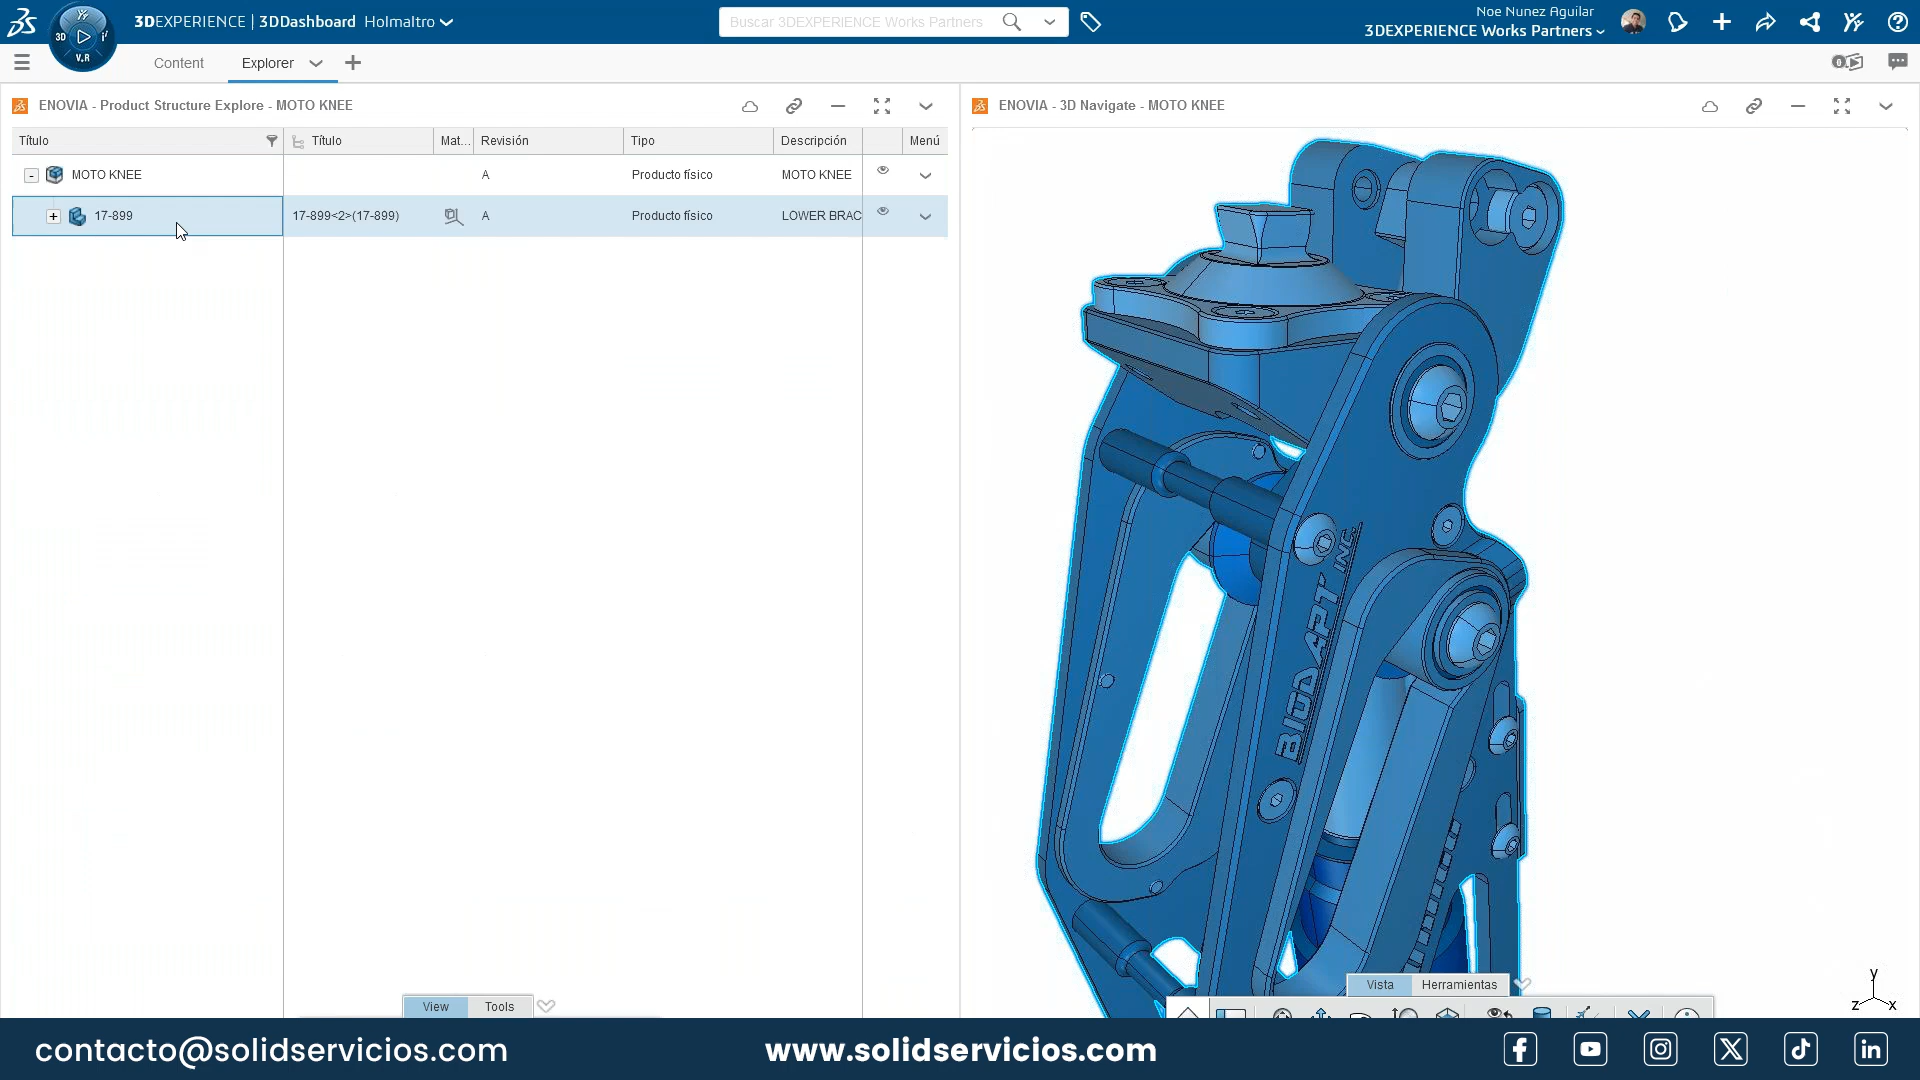 3DEXPERIENCE | 3DDashboard Holmaltro
Buscar 3DEXPERIENCE Works Partners
Noe Nunez Aguilar
3DEXPERIENCE Works Partners
3D
V.R
Content
Explorer
0
ENOVIA - Product Structure Explore - MOTO KNEE
ENOVIA - 3D Navigate - MOTO KNEE
Título
Título
Mat...
Revisión
Tipo
Descripción
Menú
MOTO KNEE
A
Producto físico
MOTO KNEE
17-899
17-899<2>(17-899)
A
Producto físico
LOWER BRAC
BIODAPT INC.
View
Tools
Vista
Herramientas
y
z
x
contacto@solidservicios.com
www.solidservicios.com